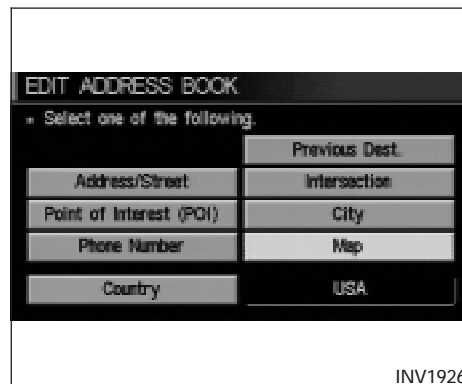 EDIT ADDRESS BOOK
Select one of the following.
Previous Dest.
Address/Street Intersection
Point of Interest (POI) City
Phone Number Map
Country USA
INV1926